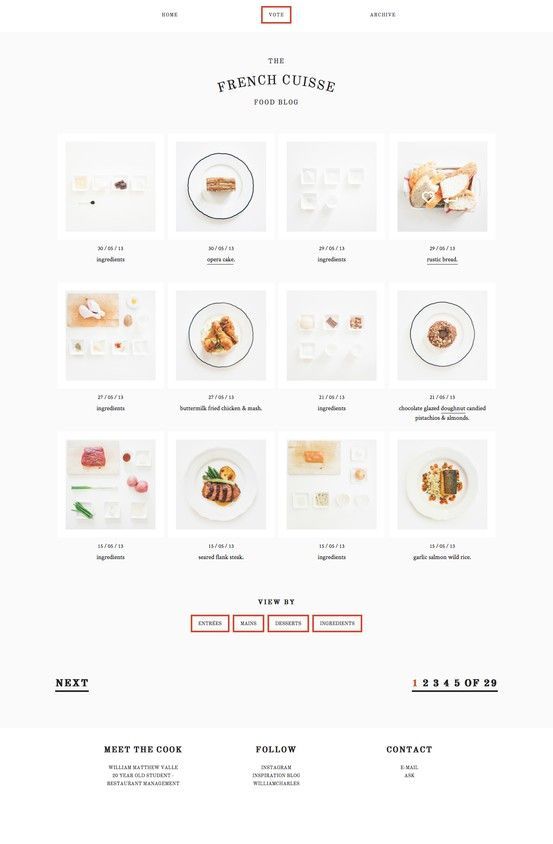 HOME
VOTE
ARCHIVE
THE
FRENCH CUISSE
FOOD BLOG
30 / 05 / 13
30 / 05 / 13
29 / 05 / 13
29 / 05 / 13
ingredients
opera cake.
ingredients
rustic bread.
27 / 05 / 13
27 / 05 / 13
21 / 05 / 13
21 / 05 / 13
ingredients
buttermilk fried chicken & mash.
ingredients
chocolate glazed doughnut candied
pistachios & almonds.
15 / 05 / 13
15 / 05 / 13
15 / 05 / 13
15 / 05 / 13
ingredients
seared flank steak.
ingredients
garlic salmon wild rice.
VIEW BY
ENTRÉES
MAINS
DESSERTS
INGREDIENTS
NEXT
1 2 3 4 5 OF 29
MEET THE COOK
FOLLOW
CONTACT
WILLIAM MATTHEW VALLE
INSTAGRAM
E-MAIL
20 YEAR OLD STUDENT -
INSPIRATION BLOG
ASK
RESTAURANT MANAGEMENT
WILLIAMCHARLES